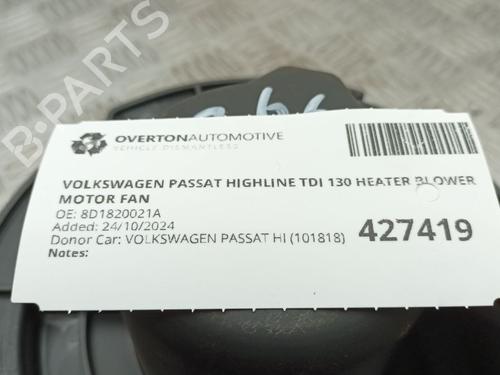 B-PARTS
OVERTONAUTOMOTIVE
VEHICLE DISMANTLERS
VOLKSWAGEN PASSAT HIGHLINE TDI 130 HEATER BLOWER
MOTOR FAN
OE: 8D1820021A
Added: 24/10/2024
Donor Car: VOLKSWAGEN PASSAT HI (101818)
Notes:
427419